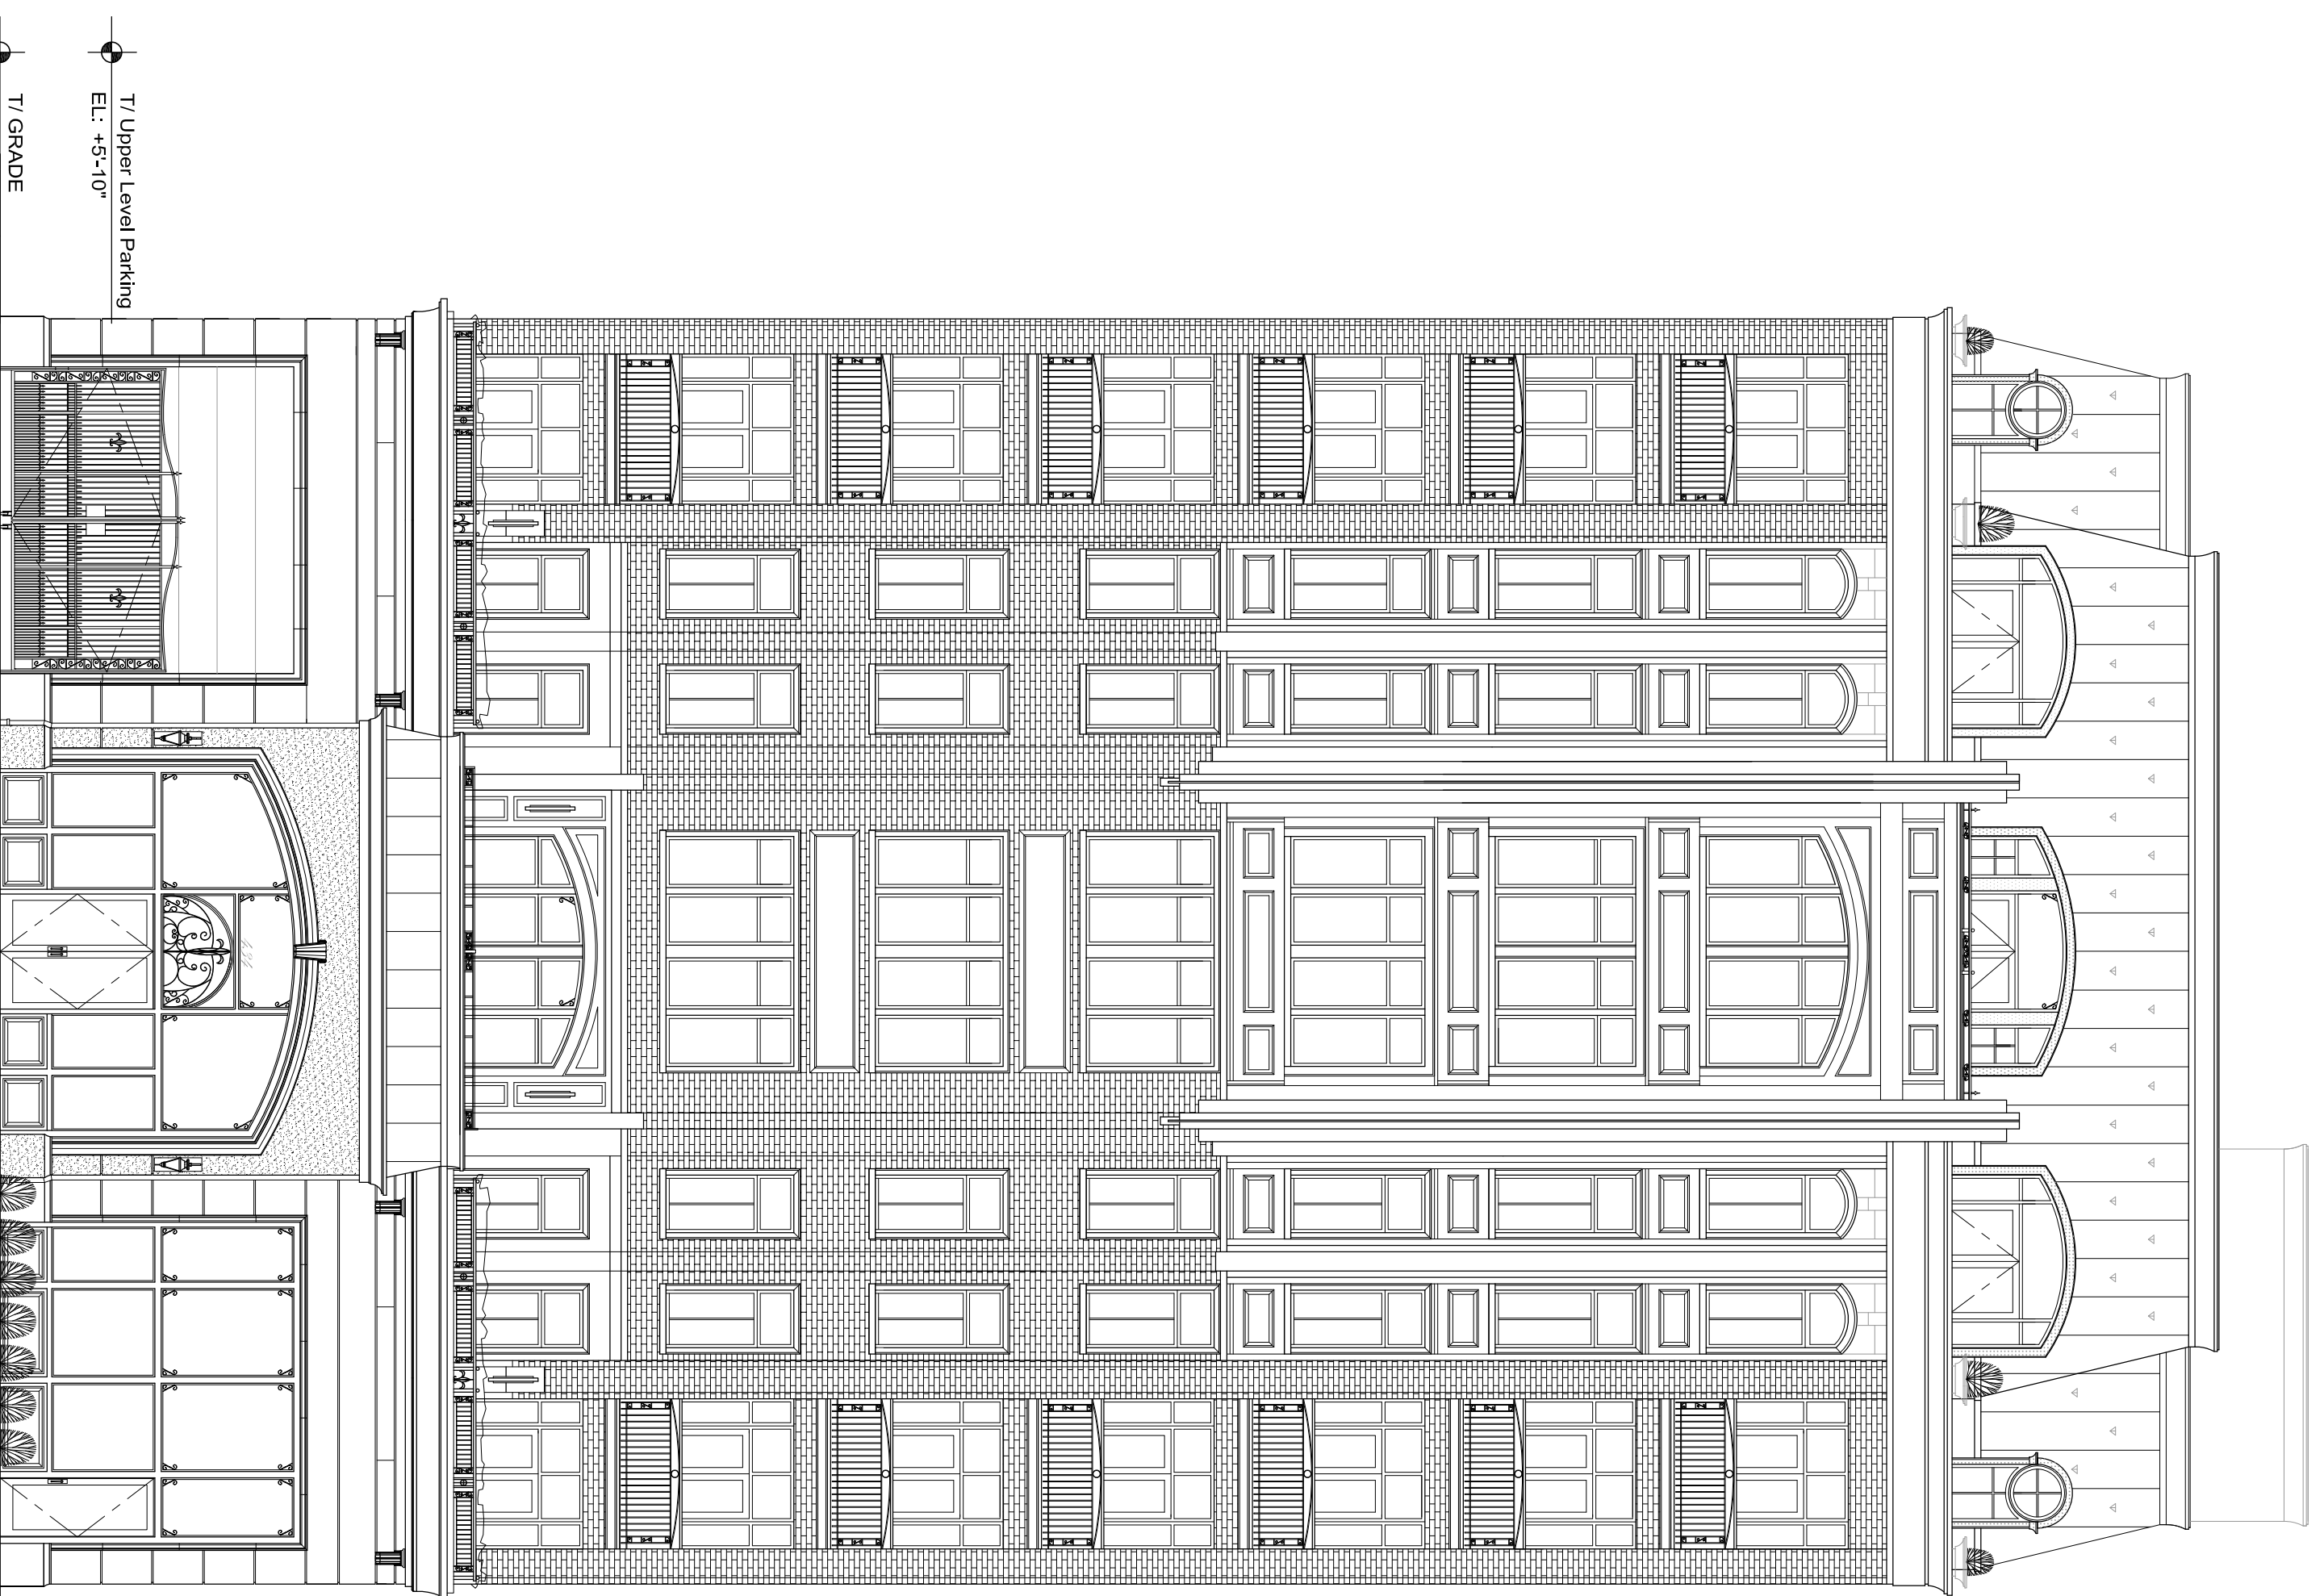 T/ Upper Level Parking
EL: +5'-10"
T/ GRADE